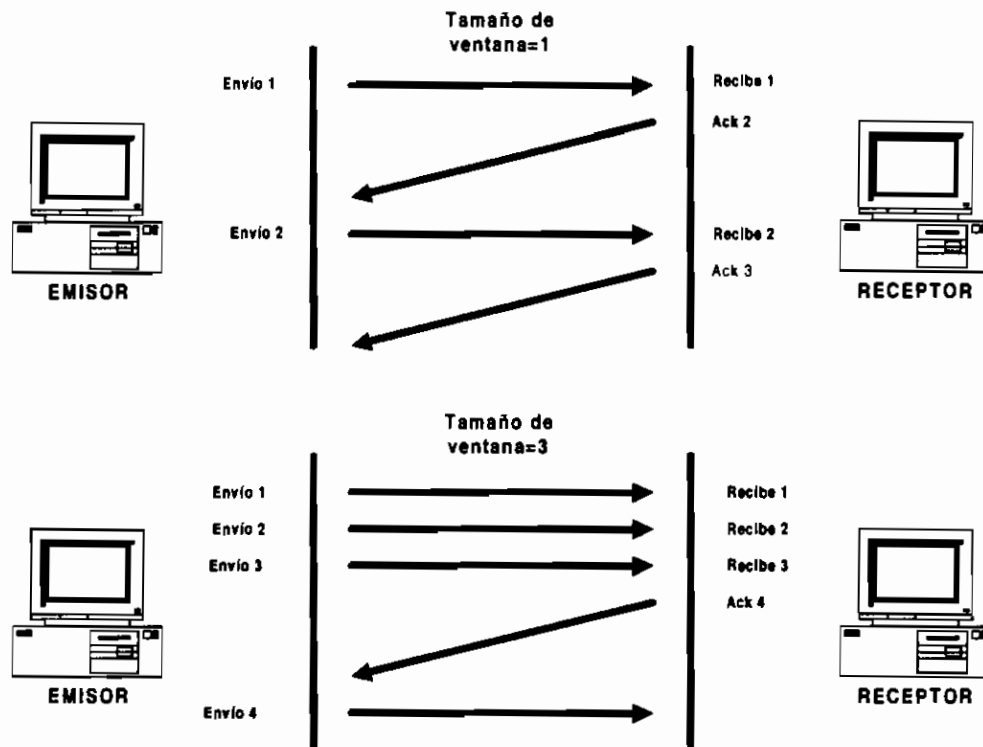 Tamaño de
ventana=1
Envío 1
Recibe 1
Ack 2
Envío 2
Recibe 2
Ack 3
EMISOR
RECEPTOR
Tamaño de
ventana=3
Envío 1
Recibe 1
Envío 2
Recibe 2
Envío 3
Recibe 3
Ack 4
EMISOR
RECEPTOR
Envío 4